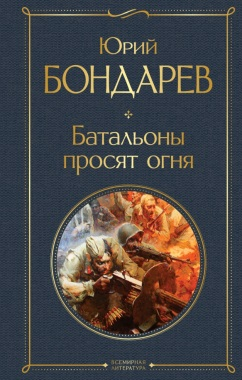 Юрий
БОНДАРЕВ
Батальоны
просят огня
ВСЕМИРНАЯ
ЛИТЕРАТУРА